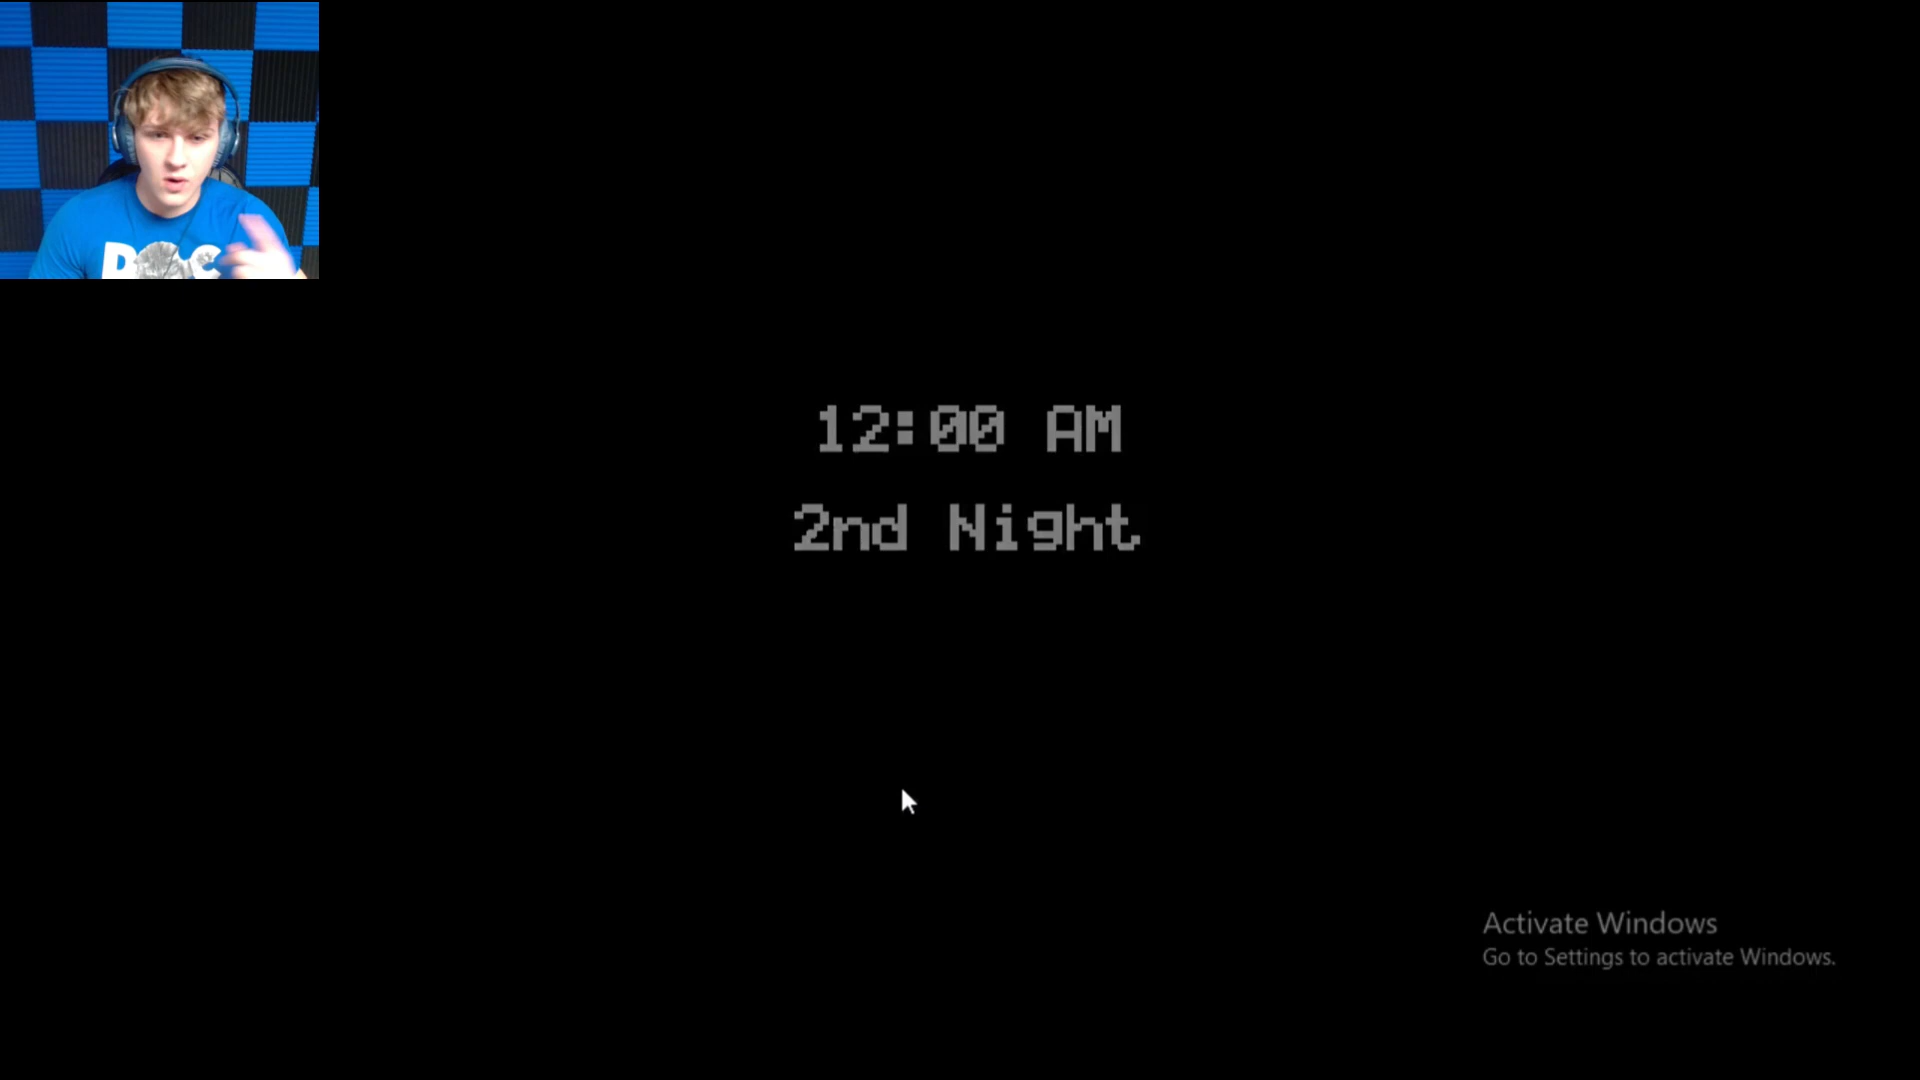 12:00 AM
2nd Night
Activate Windows
Go to Settings to activate Windows.